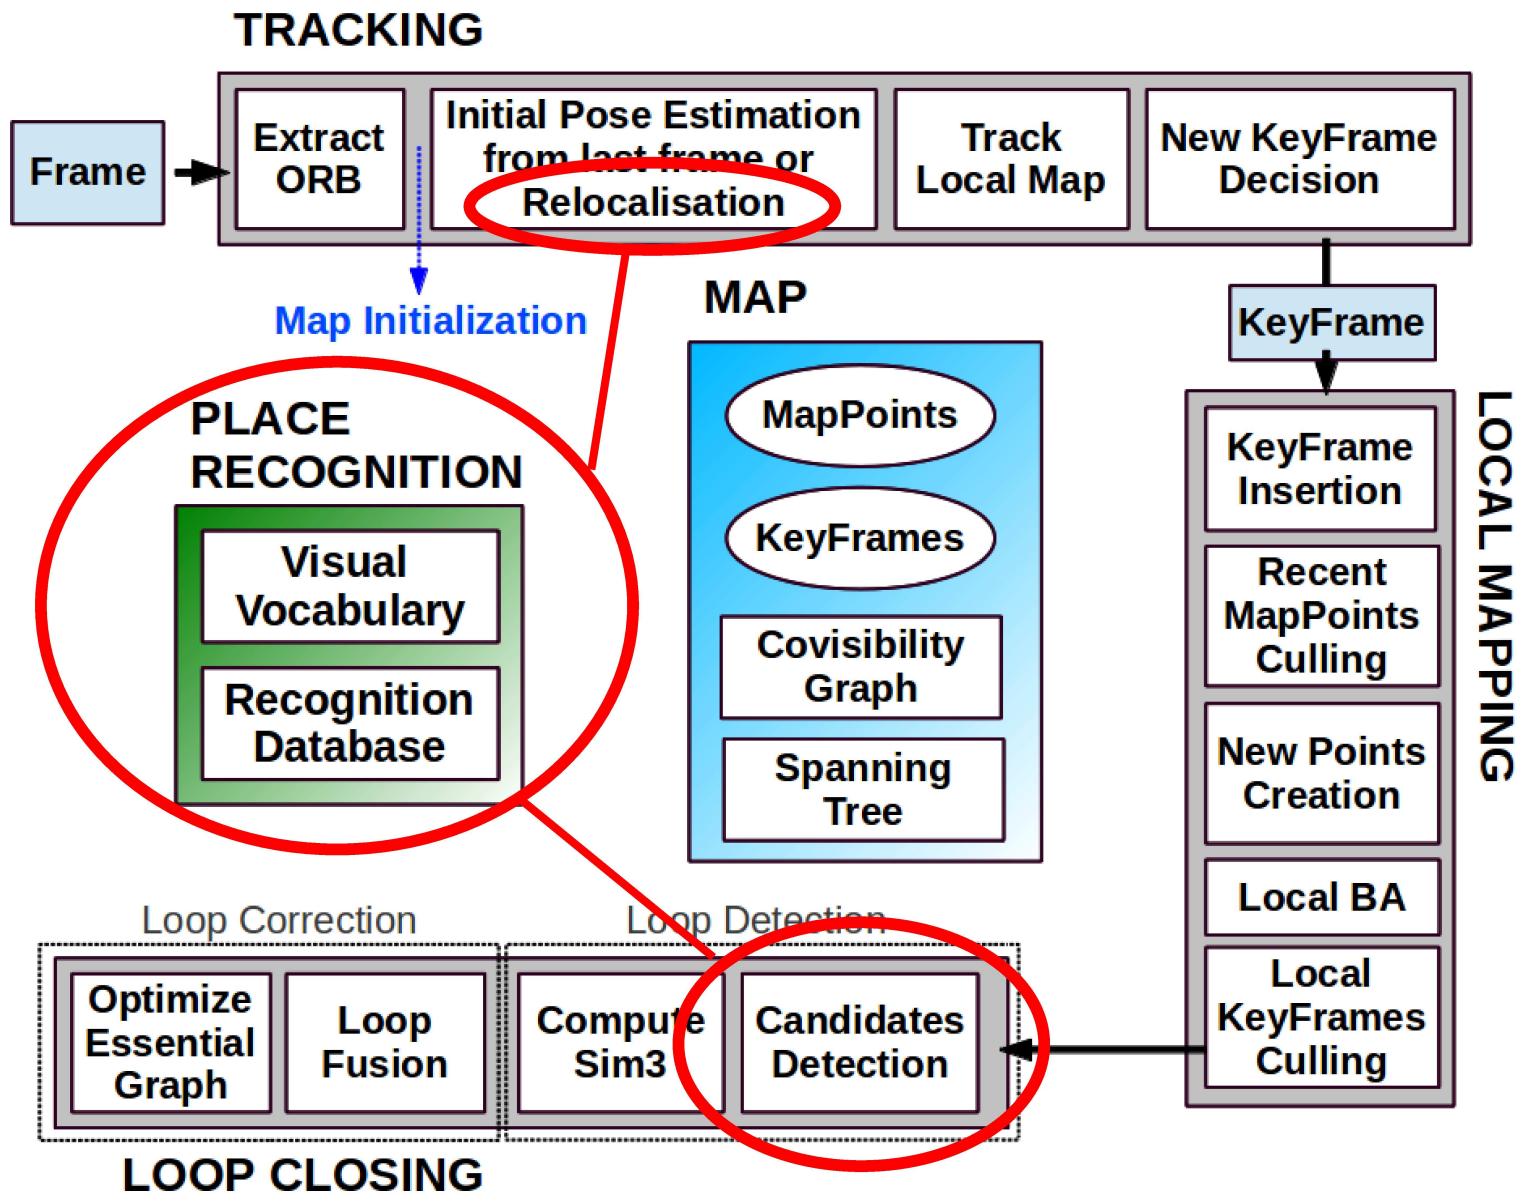 TRACKING
Frame
Extract
ORB
Initial Pose Estimation
from last frame or
Relocalisation
Track
Local Map
New KeyFrame
Decision
Map Initialization
MAP
KeyFrame
PLACE
RECOGNITION
Visual
Vocabulary
Recognition
Database
MapPoints
KeyFrames
Covisibility
Graph
Spanning
Tree
LOCAL MAPPING
KeyFrame
Insertion
Recent
MapPoints
Culling
New Points
Creation
Local BA
Local
KeyFrames
Culling
Loop Correction
Loop Detection
Optimize
Essential
Graph
Loop
Fusion
Compute
Sim3
Candidates
Detection
LOOP CLOSING